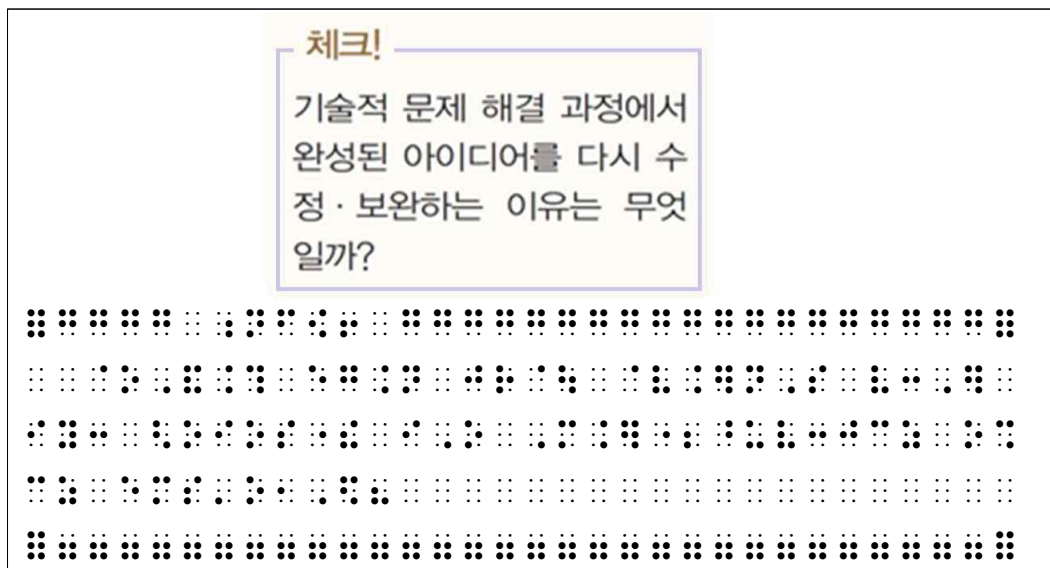 체크!
기술적 문제 해결 과정에서
완성된 아이디어를 다시 수
정·보완하는 이유는 무엇
일까?
⠿⠛⠛⠛⠛⠀⠰⠝⠋⠪⠖⠀⠛⠛⠛⠛⠛⠛⠛⠛⠛⠛⠛⠛⠛⠛⠛⠛⠛⠛⠛⠿
⠀⠀⠈⠕⠠⠯⠨⠹⠀⠑⠛⠨⠝⠀⠚⠗⠈⠳⠀⠈⠧⠨⠻⠝⠠⠎⠀⠧⠒⠠⠻⠀
⠊⠽⠒⠀⠣⠕⠊⠕⠎⠐⠮⠀⠊⠠⠕⠀⠠⠍⠨⠻⠐⠆⠘⠥⠧⠒⠚⠉⠵⠀⠕⠩
⠉⠵⠀⠑⠍⠎⠄⠕⠂⠠⠫⠦⠀⠀⠀⠀⠀⠀⠀⠀⠀⠀⠀⠀⠀⠀⠀⠀⠀⠀⠀⠀
⠿⠶⠶⠶⠶⠶⠶⠶⠶⠶⠶⠶⠶⠶⠶⠶⠶⠶⠶⠶⠶⠶⠶⠶⠶⠶⠶⠶⠶⠶⠶⠿